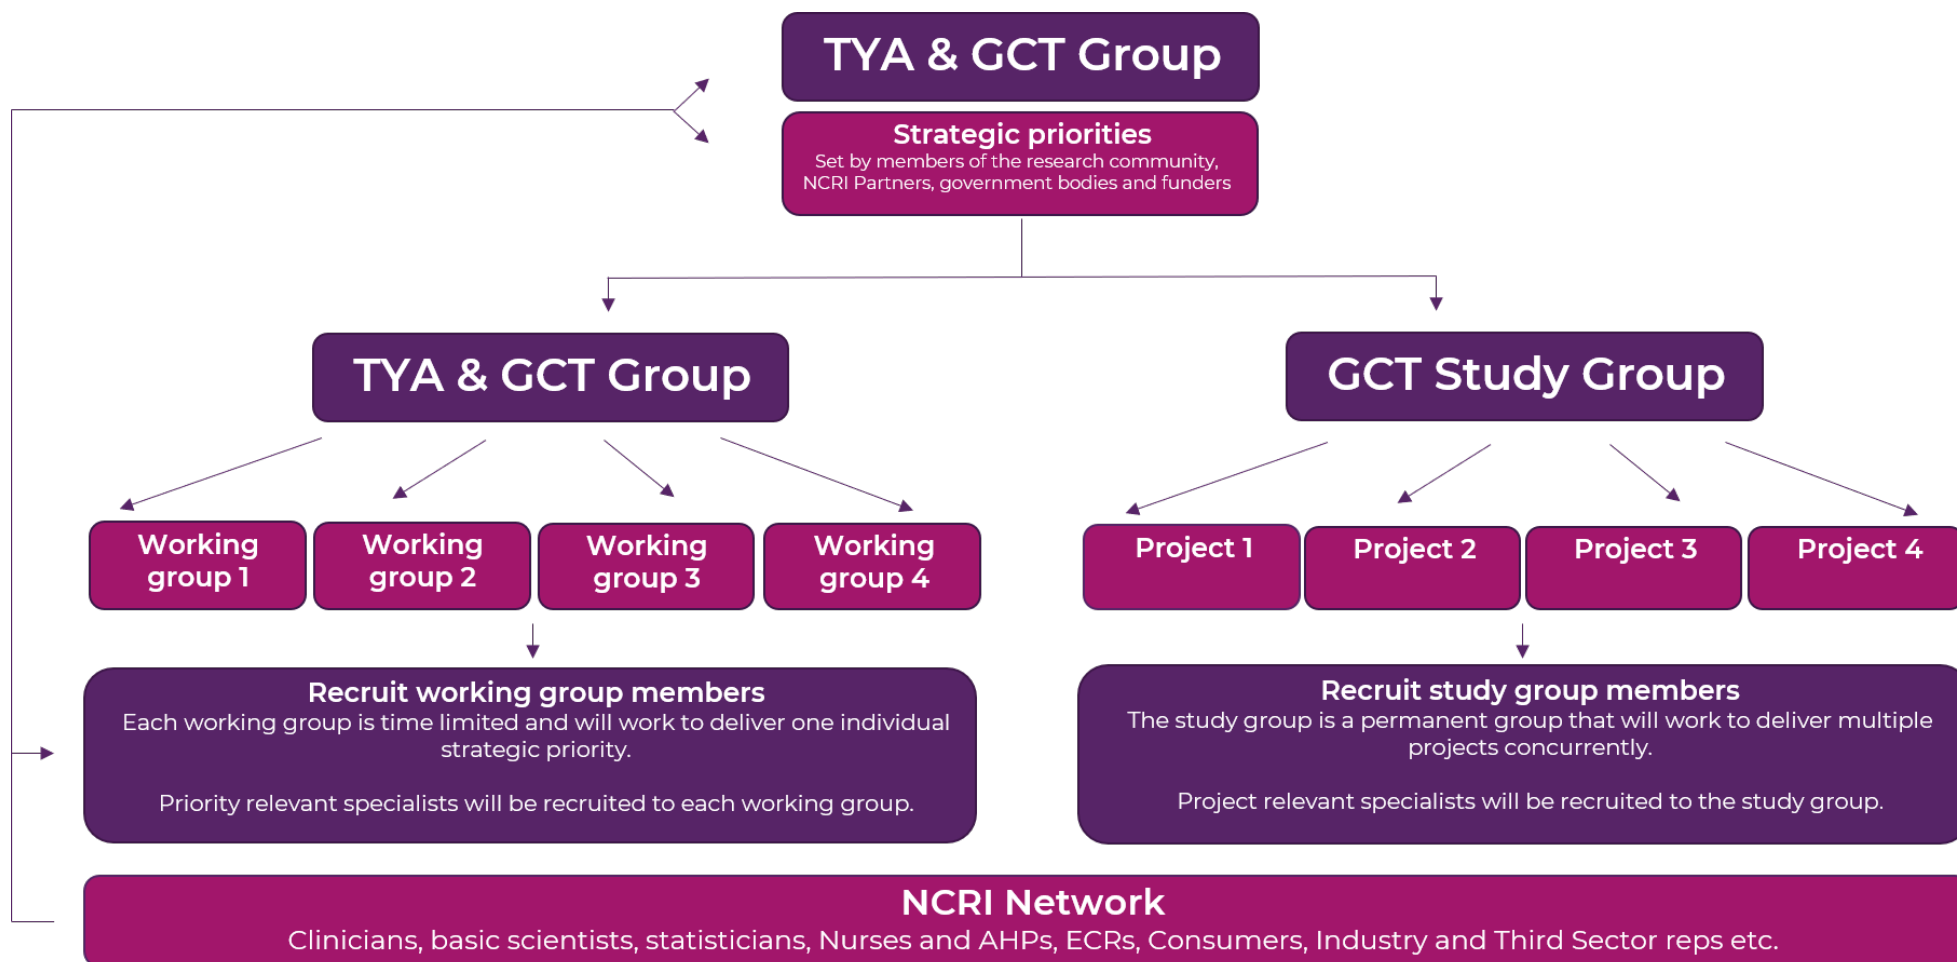 TYA & GCT Group
Strategic priorities
Set by members of the research community,
NCRI Partners, government bodies and funders
TYA & GCT Group
GCT Study Group
Working
group 1
Working
group 2
Working
group 3
Working
group 4
Project 1
Project 2
Project 3
Project 4
Recruit working group members
Each working group is time limited and will work to deliver one individual
strategic priority.
Priority relevant specialists will be recruited to each working group.
Recruit study group members
The study group is a permanent group that will work to deliver multiple
projects concurrently.
Project relevant specialists will be recruited to the study group.
NCRI Network
Clinicians, basic scientists, statisticians, Nurses and AHPs, ECRs, Consumers, Industry and Third Sector reps etc.